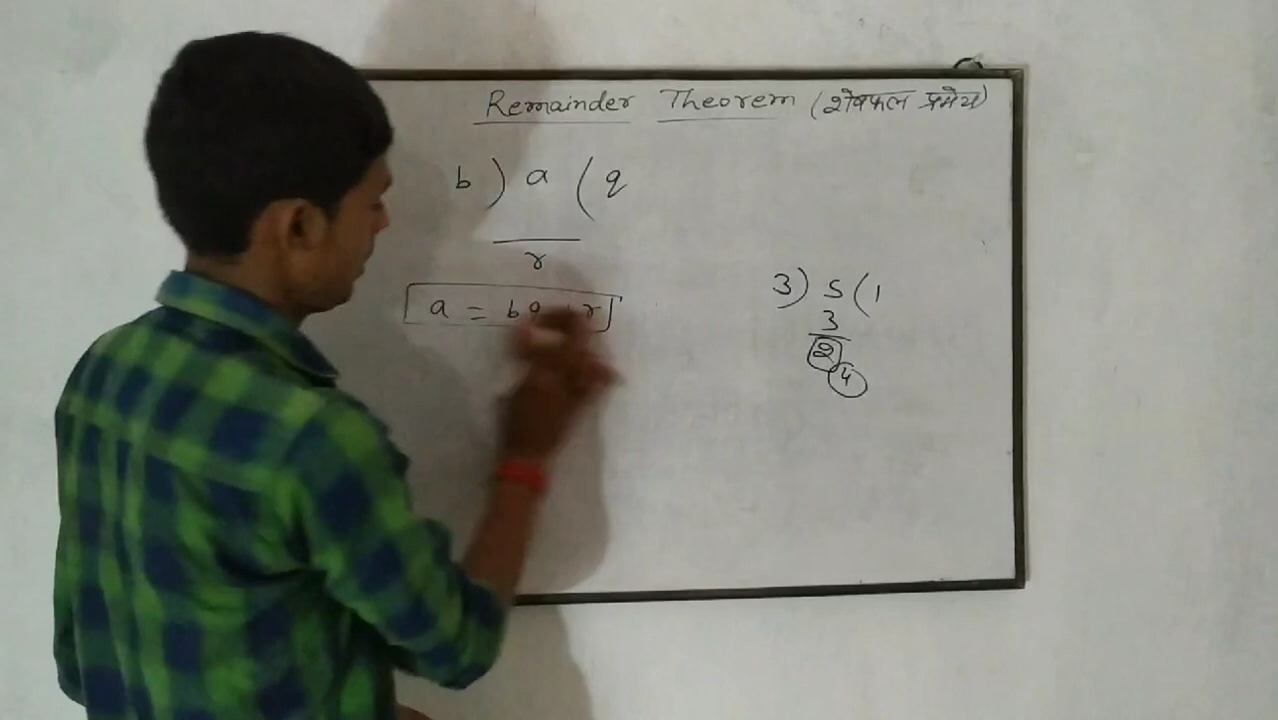 Remainder Theorem (शेषफल प्रमेय)
b ) a ( q
r
a = bq + r
3) 5 (1
3
2
4